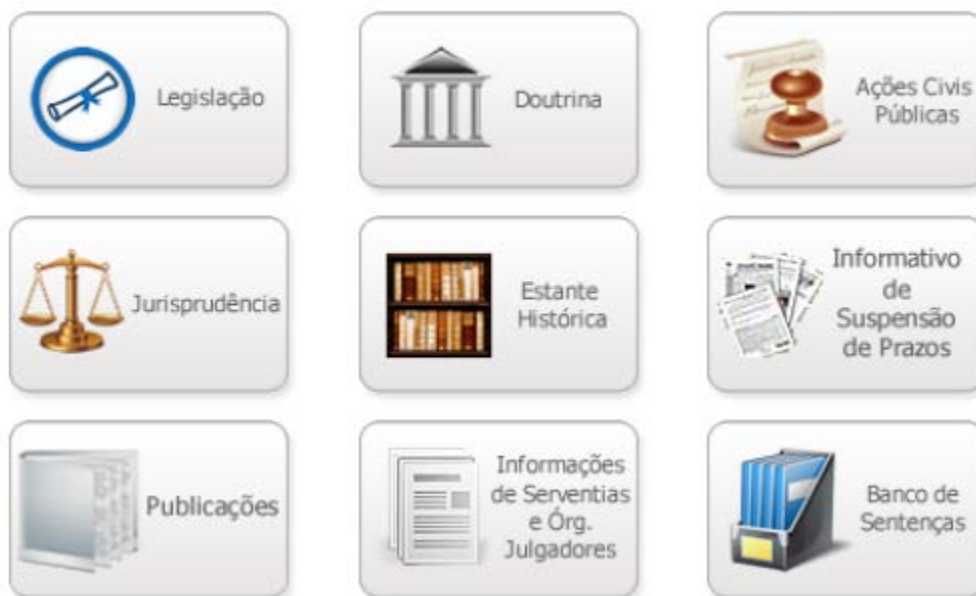 Legislação
Doutrina
Ações Civis
Públicas
Jurisprudência
Estante
Histórica
Informativo
de
Suspensão
de Prazos
Publicações
Informações
de Serventias
e Órg.
Julgadores
Banco de
Sentenças